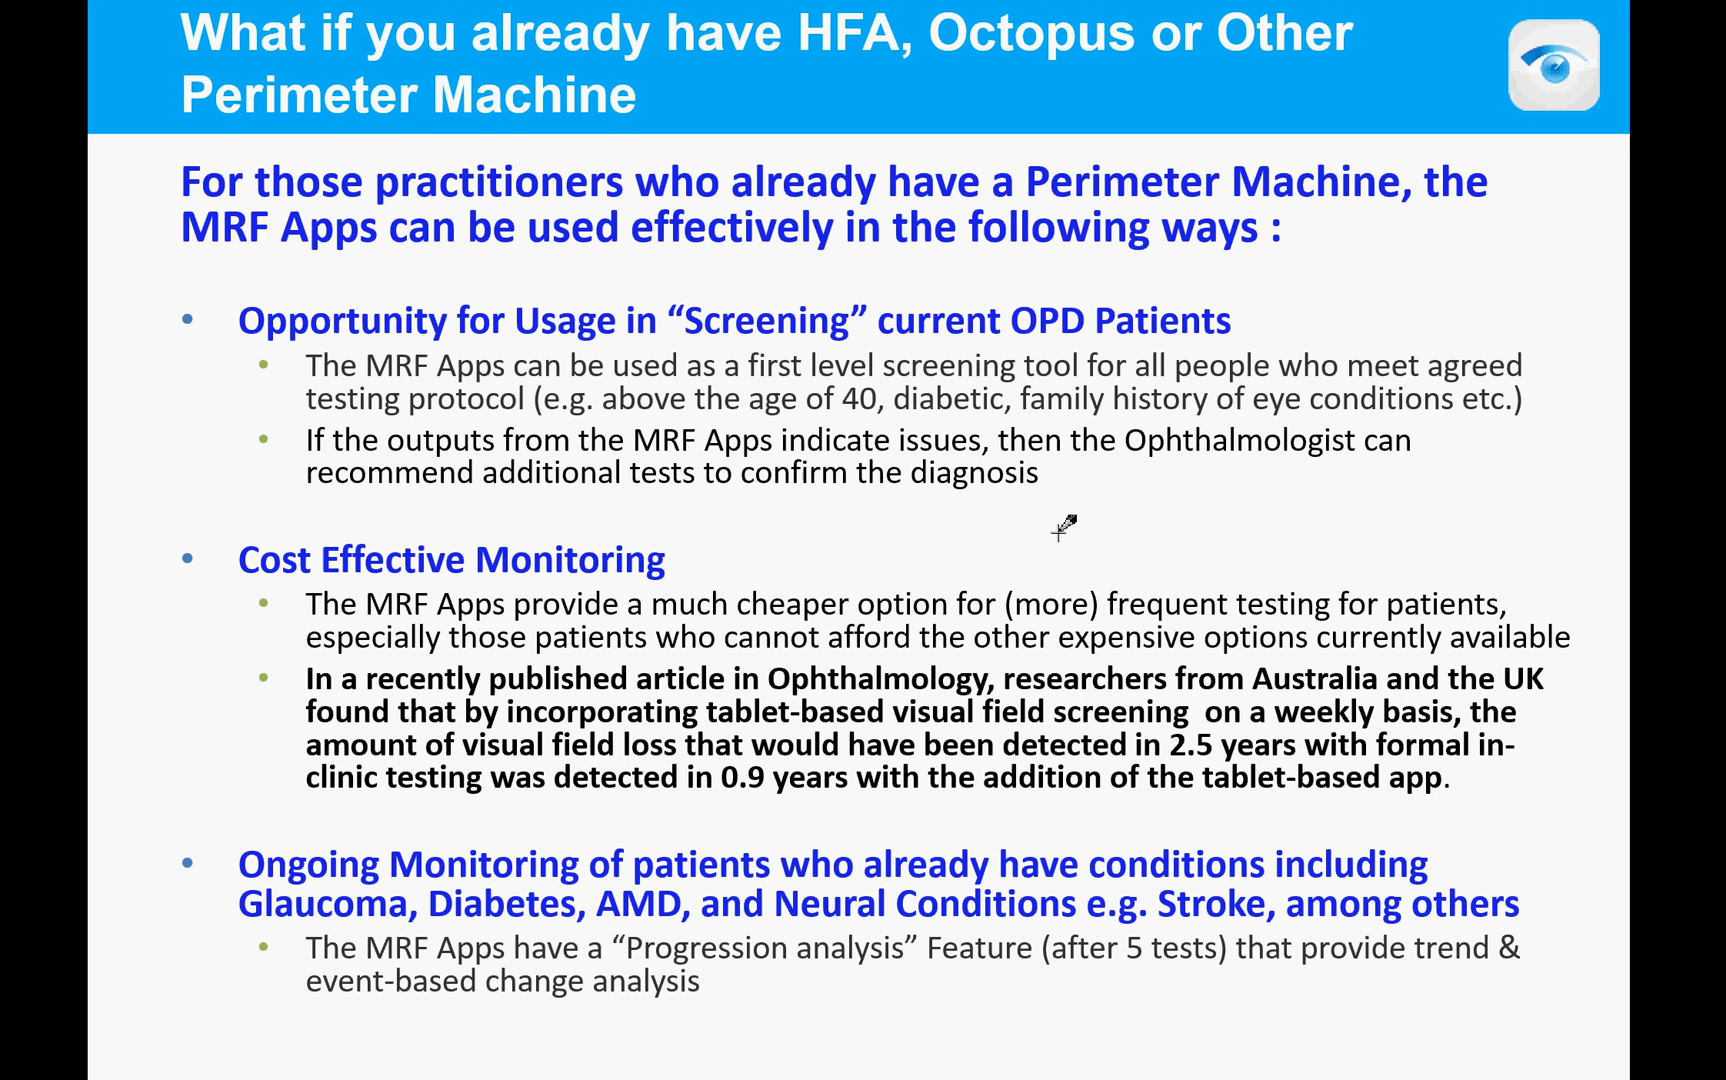 What if you already have HFA, Octopus or Other
Perimeter Machine
For those practitioners who already have a Perimeter Machine, the
MRF Apps can be used effectively in the following ways :
• Opportunity for Usage in “Screening” current OPD Patients
• The MRF Apps can be used as a first level screening tool for all people who meet agreed
testing protocol (e.g. above the age of 40, diabetic, family history of eye conditions etc.)
• If the outputs from the MRF Apps indicate issues, then the Ophthalmologist can
recommend additional tests to confirm the diagnosis
• Cost Effective Monitoring
• The MRF Apps provide a much cheaper option for (more) frequent testing for patients,
especially those patients who cannot afford the other expensive options currently available
• In a recently published article in Ophthalmology, researchers from Australia and the UK
found that by incorporating tablet-based visual field screening  on a weekly basis, the
amount of visual field loss that would have been detected in 2.5 years with formal in-
clinic testing was detected in 0.9 years with the addition of the tablet-based app.
• Ongoing Monitoring of patients who already have conditions including
Glaucoma, Diabetes, AMD, and Neural Conditions e.g. Stroke, among others
• The MRF Apps have a “Progression analysis” Feature (after 5 tests) that provide trend &
event-based change analysis